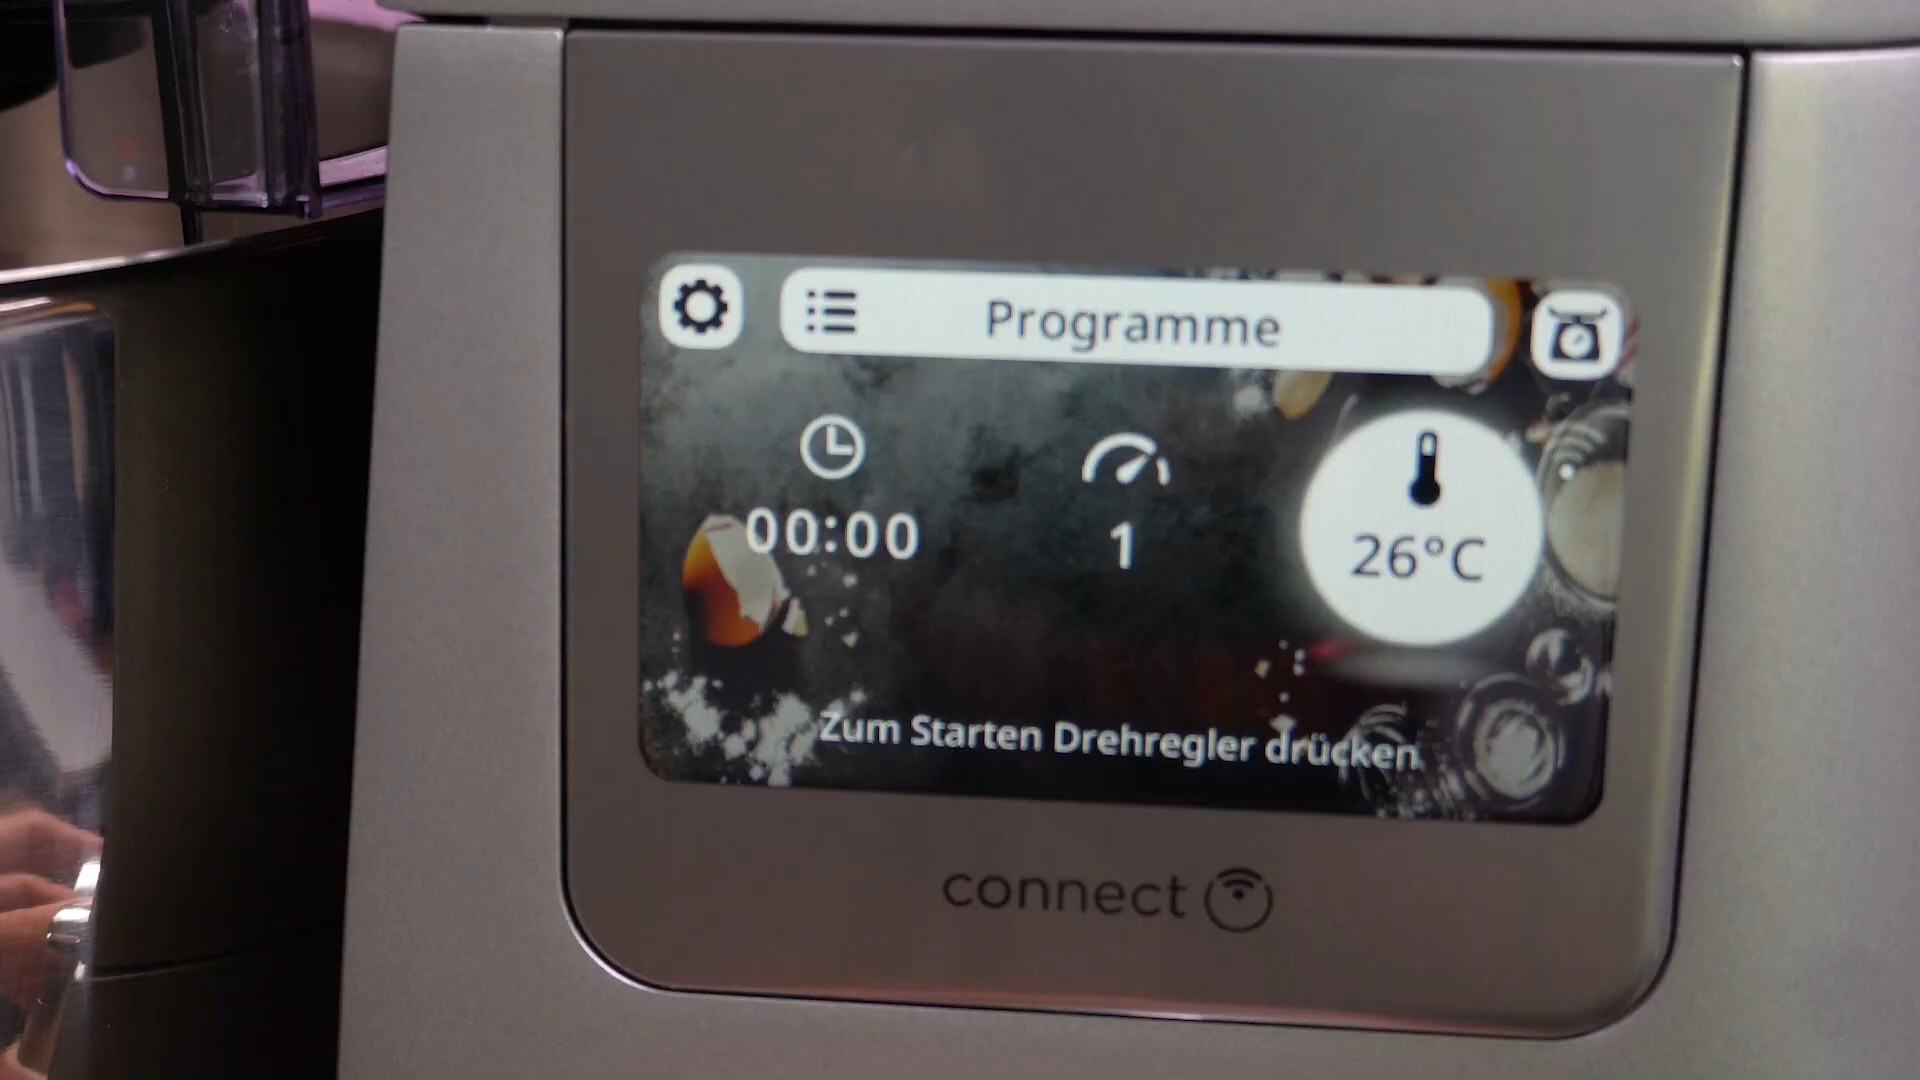 Programme
00:00
1
26°C
Zum Starten Drehregler drücken
connect